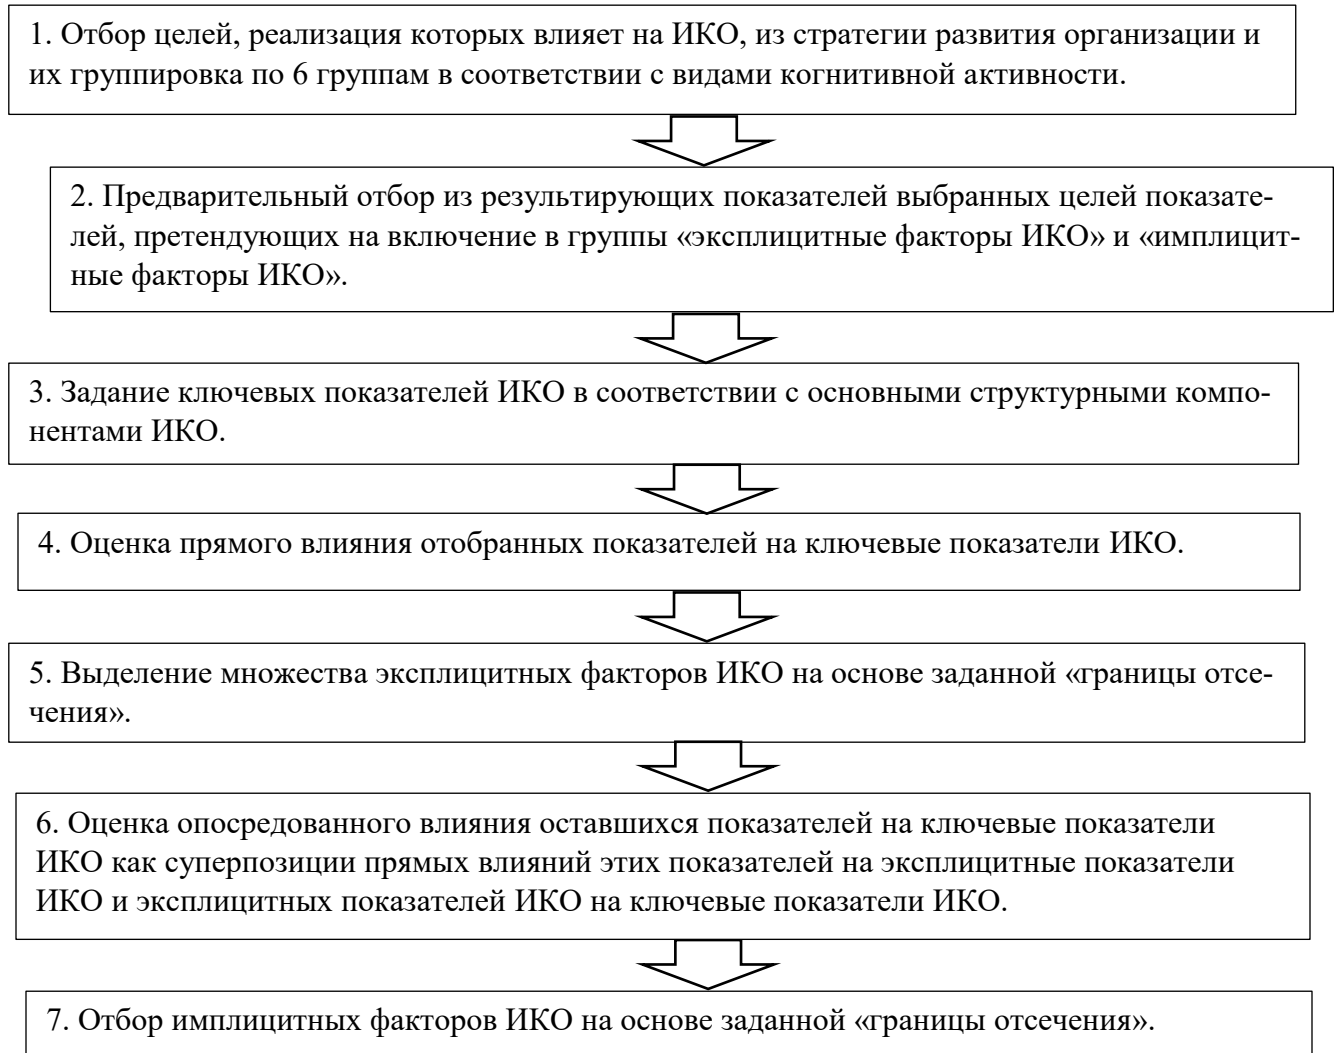 1. Отбор целей, реализация которых влияет на ИКО, из стратегии развития организации и
их группировка по 6 группам в соответствии с видами когнитивной активности.
2. Предварительный отбор из результирующих показателей выбранных целей показате-
лей, претендующих на включение в группы «эксплицитные факторы ИКО» и «имплицит-
ные факторы ИКО».
3. Задание ключевых показателей ИКО в соответствии с основными структурными компо-
нентами ИКО.
4. Оценка прямого влияния отобранных показателей на ключевые показатели ИКО.
5. Выделение множества эксплицитных факторов ИКО на основе заданной «границы отсе-
чения».
6. Оценка опосредованного влияния оставшихся показателей на ключевые показатели
ИКО как суперпозиции прямых влияний этих показателей на эксплицитные показатели
ИКО и эксплицитных показателей ИКО на ключевые показатели ИКО.
7. Отбор имплицитных факторов ИКО на основе заданной «границы отсечения».